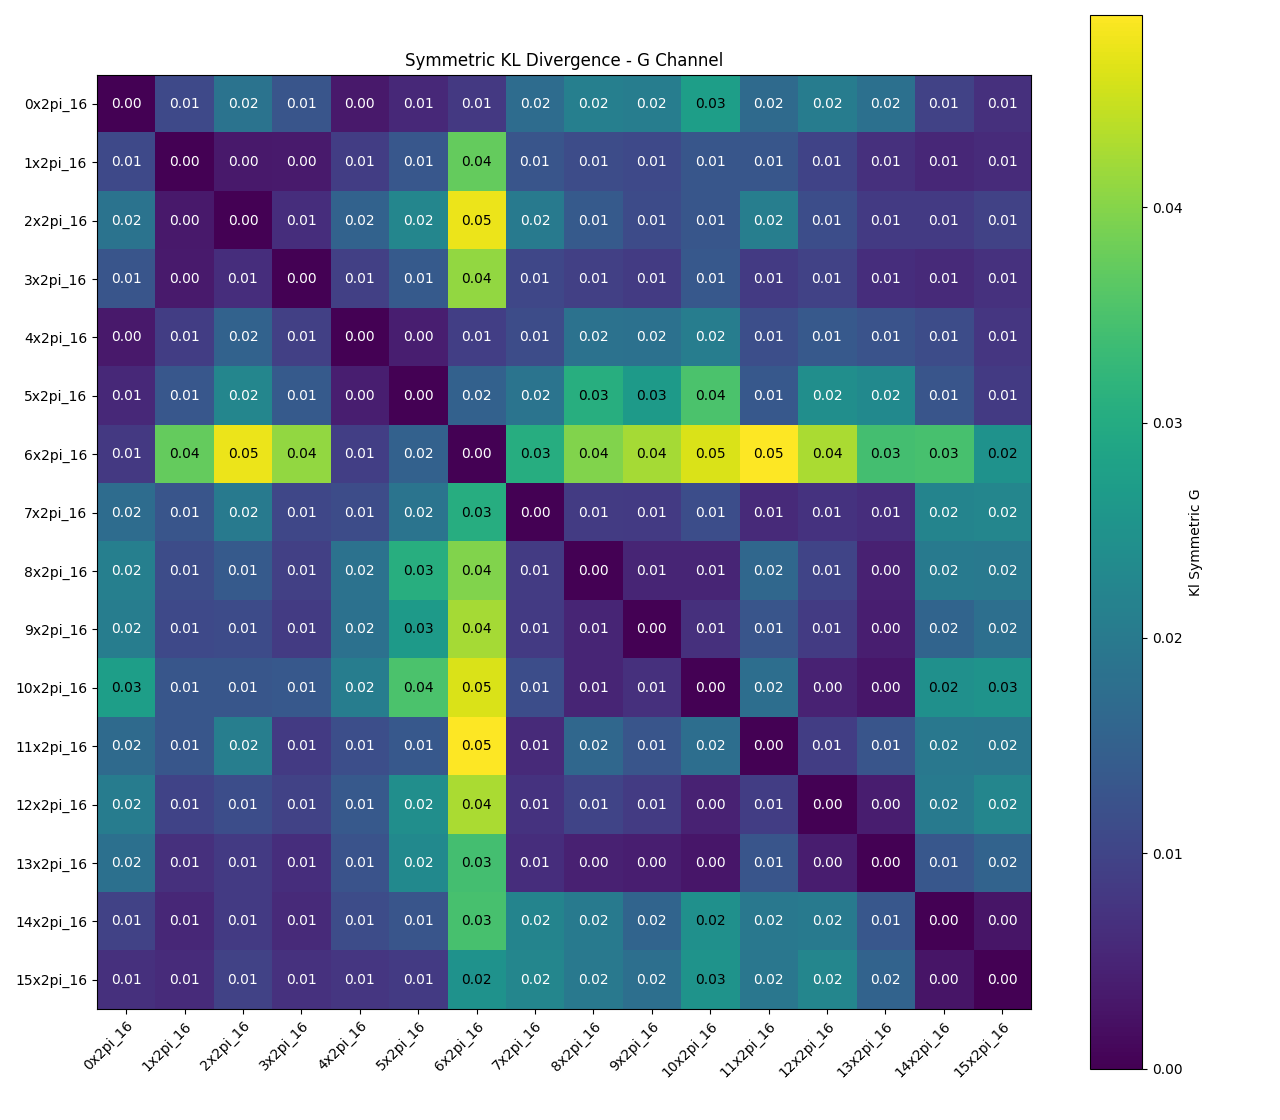 Symmetric KL Divergence - G Channel
0x2pi_16 0.00 0.01 0.02 0.01 0.00 0.01 0.01 0.02 0.02 0.02 0.03 0.02 0.02 0.02 0.01 0.01
1x2pi_16 0.01 0.00 0.00 0.00 0.01 0.01 0.04 0.01 0.01 0.01 0.01 0.01 0.01 0.01 0.01 0.01
2x2pi_16 0.02 0.00 0.00 0.01 0.02 0.02 0.05 0.02 0.01 0.01 0.01 0.02 0.01 0.01 0.01 0.01
0.04
3x2pi_16 0.01 0.00 0.01 0.00 0.01 0.01 0.04 0.01 0.01 0.01 0.01 0.01 0.01 0.01 0.01 0.01
4x2pi_16 0.00 0.01 0.02 0.01 0.00 0.00 0.01 0.01 0.02 0.02 0.02 0.01 0.01 0.01 0.01 0.01
5x2pi_16 0.01 0.01 0.02 0.01 0.00 0.00 0.02 0.02 0.03 0.03 0.04 0.01 0.02 0.02 0.01 0.01
0.03
6x2pi_16 0.01 0.04 0.05 0.04 0.01 0.02 0.00 0.03 0.04 0.04 0.05 0.05 0.04 0.03 0.03 0.02
7x2pi_16 0.02 0.01 0.02 0.01 0.01 0.02 0.03 0.00 0.01 0.01 0.01 0.01 0.01 0.01 0.02 0.02
Kl Symmetric G
8x2pi_16 0.02 0.01 0.01 0.01 0.02 0.03 0.04 0.01 0.00 0.01 0.01 0.02 0.01 0.00 0.02 0.02
9x2pi_16 0.02 0.01 0.01 0.01 0.02 0.03 0.04 0.01 0.01 0.00 0.01 0.01 0.01 0.00 0.02 0.02
0.02
10x2pi_16 0.03 0.01 0.01 0.01 0.02 0.04 0.05 0.01 0.01 0.01 0.00 0.02 0.00 0.00 0.02 0.03
11x2pi_16 0.02 0.01 0.02 0.01 0.01 0.01 0.05 0.01 0.02 0.01 0.02 0.00 0.01 0.01 0.02 0.02
12x2pi_16 0.02 0.01 0.01 0.01 0.01 0.02 0.04 0.01 0.01 0.01 0.00 0.01 0.00 0.00 0.02 0.02
0.01
13x2pi_16 0.02 0.01 0.01 0.01 0.01 0.02 0.03 0.01 0.00 0.00 0.00 0.01 0.00 0.00 0.01 0.02
14x2pi_16 0.01 0.01 0.01 0.01 0.01 0.01 0.03 0.02 0.02 0.02 0.02 0.02 0.02 0.01 0.00 0.00
15x2pi_16 0.01 0.01 0.01 0.01 0.01 0.01 0.02 0.02 0.02 0.02 0.03 0.02 0.02 0.02 0.00 0.00
0.00
0x2pi_16 1x2pi_16 2x2pi_16 3x2pi_16 4x2pi_16 5x2pi_16 6x2pi_16 7x2pi_16 8x2pi_16 9x2pi_16 10x2pi_16 11x2pi_16 12x2pi_16 13x2pi_16 14x2pi_16 15x2pi_16